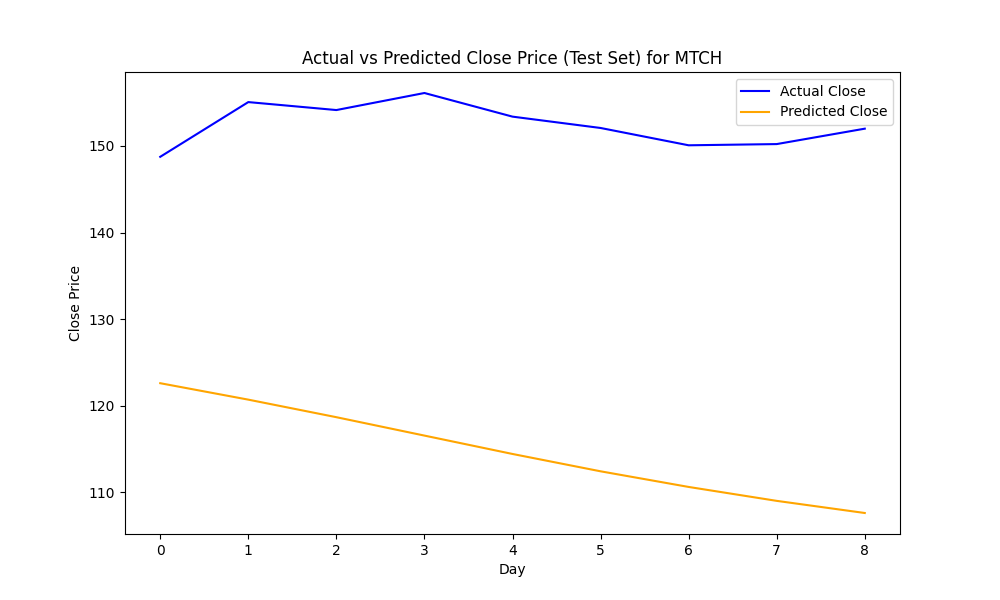 Actual vs Predicted Close Price (Test Set) for MTCH
Actual Close
Predicted Close
Close Price
150
140
130
120
110
0 1 2 3 4 5 6 7 8
Day